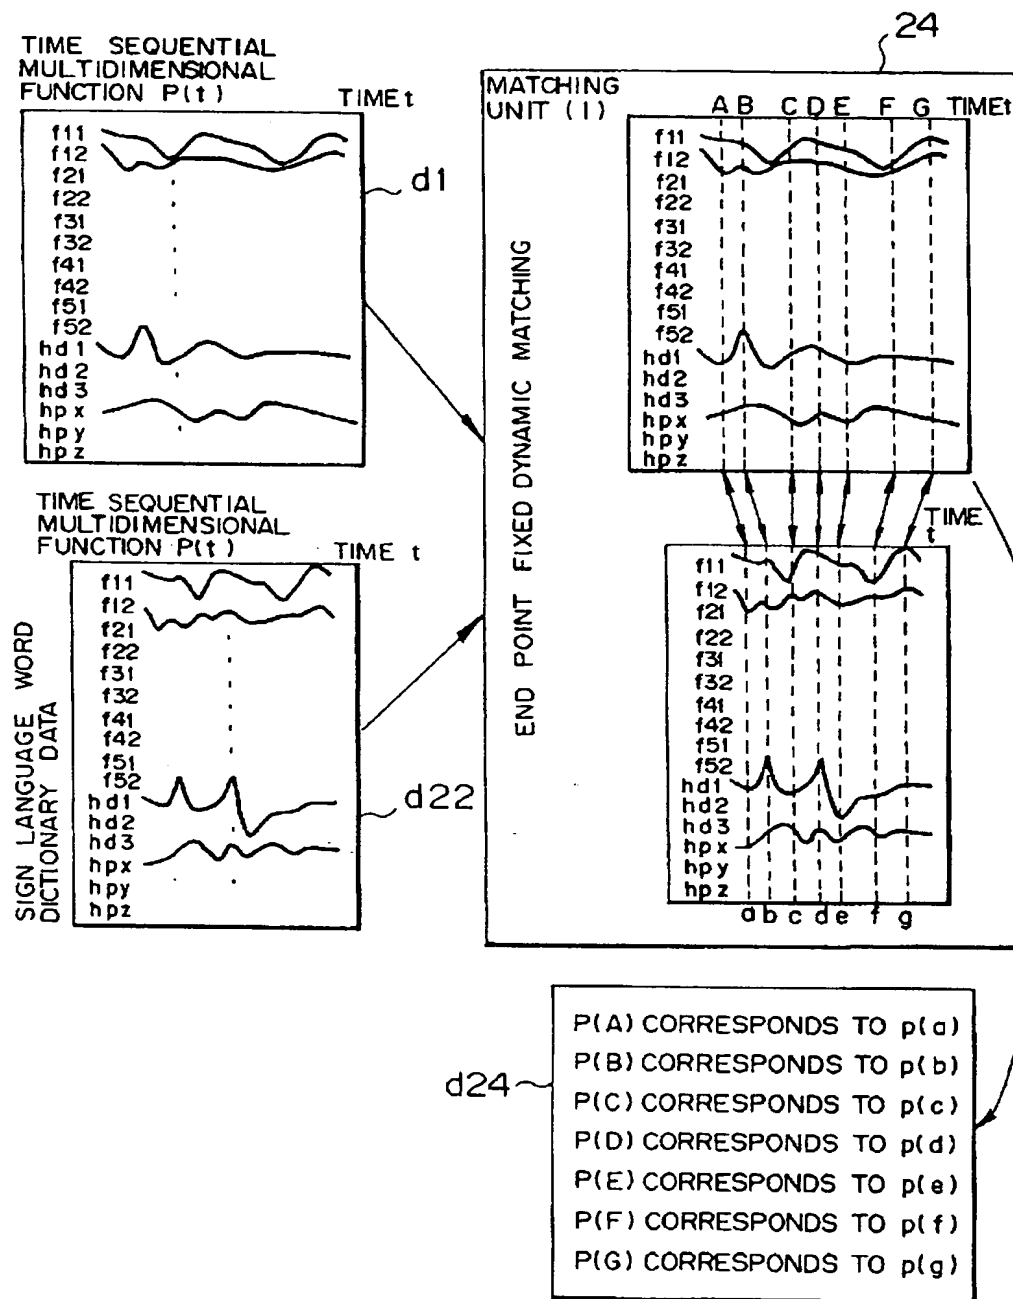 TIME SEQUENTIAL
MULTIDIMENSIONAL
FUNCTION P(t)
TIME t
f11
f12
f21
f22
f31
f32
f41
f42
f51
f52
hd1
hd2
hd3
hpx
hpy
hpz
d1
TIME SEQUENTIAL
MULTIDIMENSIONAL
FUNCTION P(t)
TIME t
SIGN LANGUAGE WORD
DICTIONARY DATA
f11
f12
f21
f22
f31
f32
f41
f42
f51
f52
hd1
hd2
hd3
hpx
hpy
hpz
d22
24
MATCHING
UNIT (1)
A B C D E F G TIME t
END POINT FIXED DYNAMIC MATCHING
f11
f12
f21
f22
f31
f32
f41
f42
f51
f52
hd1
hd2
hd3
hpx
hpy
hpz
TIME
t
f11
f12
f21
f22
f31
f32
f41
f42
f51
f52
hd1
hd2
hd3
hpx
hpy
hpz
a b c d e f g
d24
P(A) CORRESPONDS TO p(a)
P(B) CORRESPONDS TO p(b)
P(C) CORRESPONDS TO p(c)
P(D) CORRESPONDS TO p(d)
P(E) CORRESPONDS TO p(e)
P(F) CORRESPONDS TO p(f)
P(G) CORRESPONDS TO p(g)